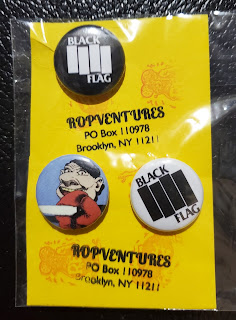 BLACK
FLAG
ROPVENTURES
PO Box 110978
Brooklyn, NY 11211
BLACK
FLAG
ROPVENTURES
PO Box 110978
Brooklyn, NY 11211